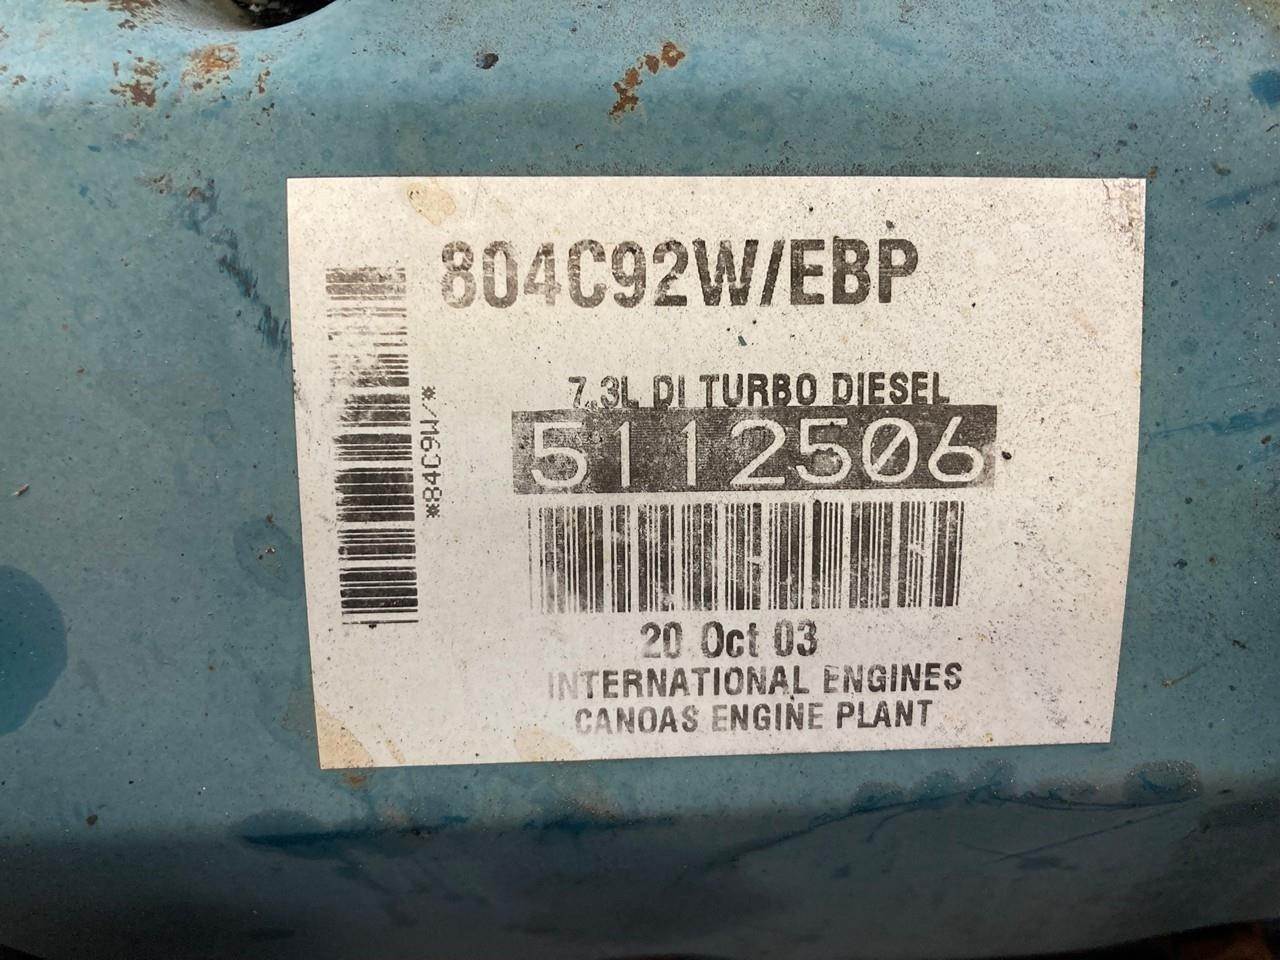 804C92W/EBP
*84C9W/*
7.3L DI TURBO DIESEL
5112506
20 Oct 03
INTERNATIONAL ENGINES
CANOAS ENGINE PLANT